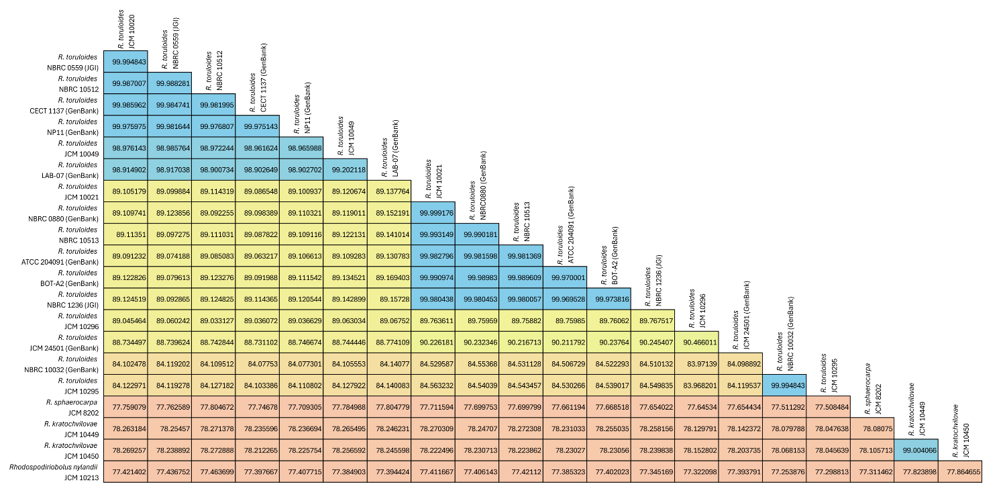 R. toruloides
JCM 10020
R. toruloides
NBRC 0559 (JGI)
99.994843
R. toruloides
NBRC 0559 (JGI)
R. toruloides
NBRC 10512
99.987007 99.988281
R. toruloides
NBRC 10512
R. toruloides
CECT 1137 (GenBank)
99.985962 99.984741 99.981995
R. toruloides
CECT 1137 (GenBank)
R. toruloides
NP11 (GenBank)
99.975975 99.981644 99.976807 99.975143
R. toruloides
NP11 (GenBank)
R. toruloides
JCM 10049
98.976143 98.985764 98.972244 98.961624 98.965988
R. toruloides
JCM 10049
R. toruloides
LAB-07 (GenBank)
98.914902 98.917038 98.900734 98.902649 98.902702 99.202118
R. toruloides
LAB-07 (GenBank)
R. toruloides
JCM 10021
89.105179 89.099884 89.114319 89.086548 89.100937 89.120674 89.137764
R. toruloides
JCM 10021
R. toruloides
NBRC 0880 (GenBank)
89.109741 89.123856 89.092255 89.098389 89.110321 89.119011 89.152191 99.999176
R. toruloides
NBRC0880 (GenBank)
R. toruloides
NBRC 10513
89.11351 89.097275 89.111031 89.087822 89.109116 89.122131 89.141014 99.993149 99.990181
R. toruloides
NBRC 10513
R. toruloides
ATCC 204091 (GenBank)
89.091232 89.074188 89.085083 89.063217 89.106613 89.109283 89.130783 99.982796 99.981598 99.981369
R. toruloides
ATCC 204091 (GenBank)
R. toruloides
BOT-A2 (GenBank)
89.122826 89.079613 89.123276 89.091988 89.111542 89.134521 89.169403 99.990974 99.98983 99.989609 99.970001
R. toruloides
BOT-A2 (GenBank)
R. toruloides
NBRC 1236 (JGI)
89.124519 89.092865 89.124825 89.114365 89.120544 89.142899 89.15728 99.980438 99.980453 99.980057 99.969528 99.973816
R. toruloides
NBRC 1236 (JGI)
R. toruloides
JCM 10296
89.045464 89.060242 89.033127 89.036072 89.036629 89.063034 89.06752 89.763611 89.75959 89.75882 89.75985 89.76062 89.767517
R. toruloides
JCM 10296
R. toruloides
JCM 24501 (GenBank)
88.734497 88.739624 88.742844 88.731102 88.746674 88.744446 88.774109 90.226181 90.232346 90.216713 90.211792 90.23764 90.245407 90.466011
R. toruloides
JCM 24501 (GenBank)
R. toruloides
NBRC 10032 (GenBank)
84.102478 84.119202 84.109512 84.07753 84.077301 84.105553 84.14077 84.529587 84.55368 84.531128 84.506729 84.522293 84.510132 83.97139 84.098892
R. toruloides
NBRC 10032 (GenBank)
R. toruloides
JCM 10295
84.122971 84.119278 84.127182 84.103386 84.110802 84.127922 84.140083 84.563232 84.54039 84.543457 84.530266 84.539017 84.549835 83.968201 84.119537 99.994843
R. toruloides
JCM 10295
R. sphaerocarpa
JCM 8202
77.759079 77.762589 77.804672 77.74678 77.709305 77.784988 77.804779 77.711594 77.699753 77.699799 77.661194 77.668518 77.654022 77.64534 77.654434 77.511292 77.508484
R. sphaerocarpa
JCM 8202
R. kratochvilovae
JCM 10449
78.263184 78.25457 78.271378 78.235596 78.236694 78.265495 78.246231 78.270309 78.24707 78.272308 78.231033 78.255035 78.258156 78.129791 78.142372 78.079788 78.047638 78.08075
R. kratochvilovae
JCM 10449
R. kratochvilovae
JCM 10450
78.269257 78.238892 78.272888 78.212265 78.225754 78.256592 78.245598 78.222496 78.230713 78.223862 78.23027 78.23056 78.239838 78.152802 78.203735 78.068153 78.045639 78.105713 99.004066
R. kratochvilovae
JCM 10450
Rhodospodiriobolus nylandii
JCM 10213
77.421402 77.436752 77.463699 77.397667 77.407715 77.384903 77.394424 77.411667 77.406143 77.42112 77.385323 77.402023 77.345169 77.322098 77.393791 77.253876 77.298813 77.311462 77.823898 77.864655